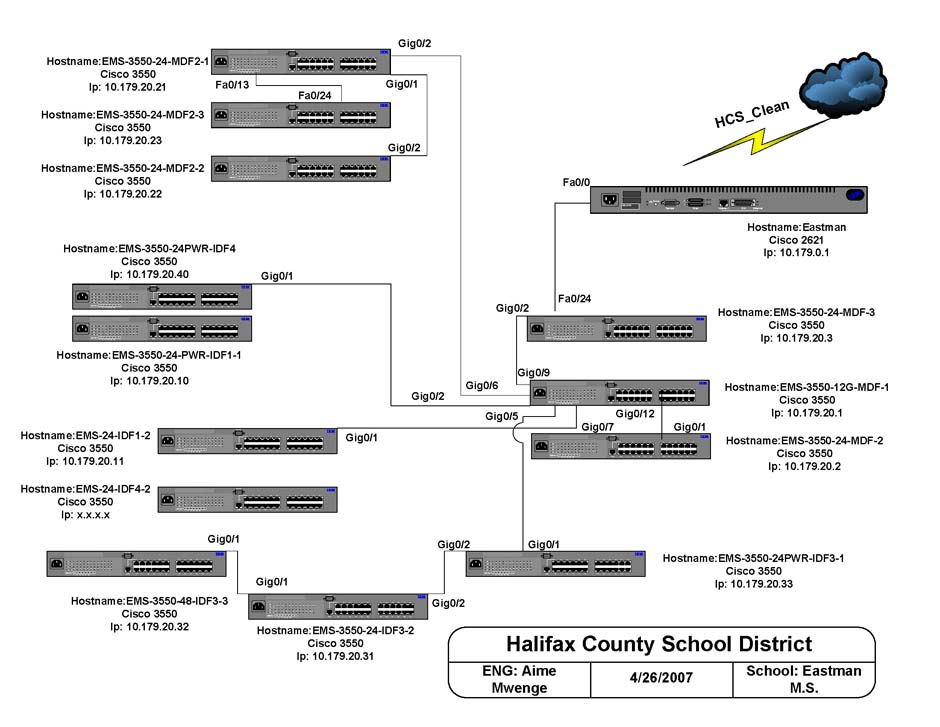 Gig0/2
Hostname:EMS-3550-24-MDF2-1
Cisco 3550
Ip: 10.179.20.21
Gig0/1
Fa0/13
Fa0/24
Hostname:EMS-3550-24-MDF2-3
Cisco 3550
Ip: 10.179.20.23
Gig0/2
Hostname:EMS-3550-24-MDF2-2
Cisco 3550
Ip: 10.179.20.22
HCS_Clean
Fa0/0
Hostname:Eastman
Cisco 2621
Ip: 10.179.0.1
Hostname:EMS-3550-24PWR-IDF4
Cisco 3550
Ip: 10.179.20.40
Gig0/1
Hostname:EMS-3550-24-PWR-IDF1-1
Cisco 3550
Ip: 10.179.20.10
Fa0/24
Gig0/2
Hostname:EMS-3550-24-MDF-3
Cisco 3550
Ip: 10.179.20.3
Gig0/9
Gig0/6
Gig0/2
Hostname:EMS-3550-12G-MDF-1
Cisco 3550
Ip: 10.179.20.1
Gig0/5
Gig0/12
Gig0/7
Gig0/1
Hostname:EMS-3550-24-MDF-2
Cisco 3550
Ip: 10.179.20.2
Hostname:EMS-24-IDF1-2
Cisco 3550
Ip: 10.179.20.11
Gig0/1
Hostname:EMS-24-IDF4-2
Cisco 3550
Ip: x.x.x.x
Gig0/1
Gig0/2
Gig0/1
Hostname:EMS-3550-24PWR-IDF3-1
Cisco 3550
Ip: 10.179.20.33
Gig0/1
Gig0/2
Hostname:EMS-3550-48-IDF3-3
Cisco 3550
Ip: 10.179.20.32
Hostname:EMS-3550-24-IDF3-2
Cisco 3550
Ip: 10.179.20.31
Halifax County School District
ENG: Aime
Mwenge
4/26/2007
School: Eastman
M.S.